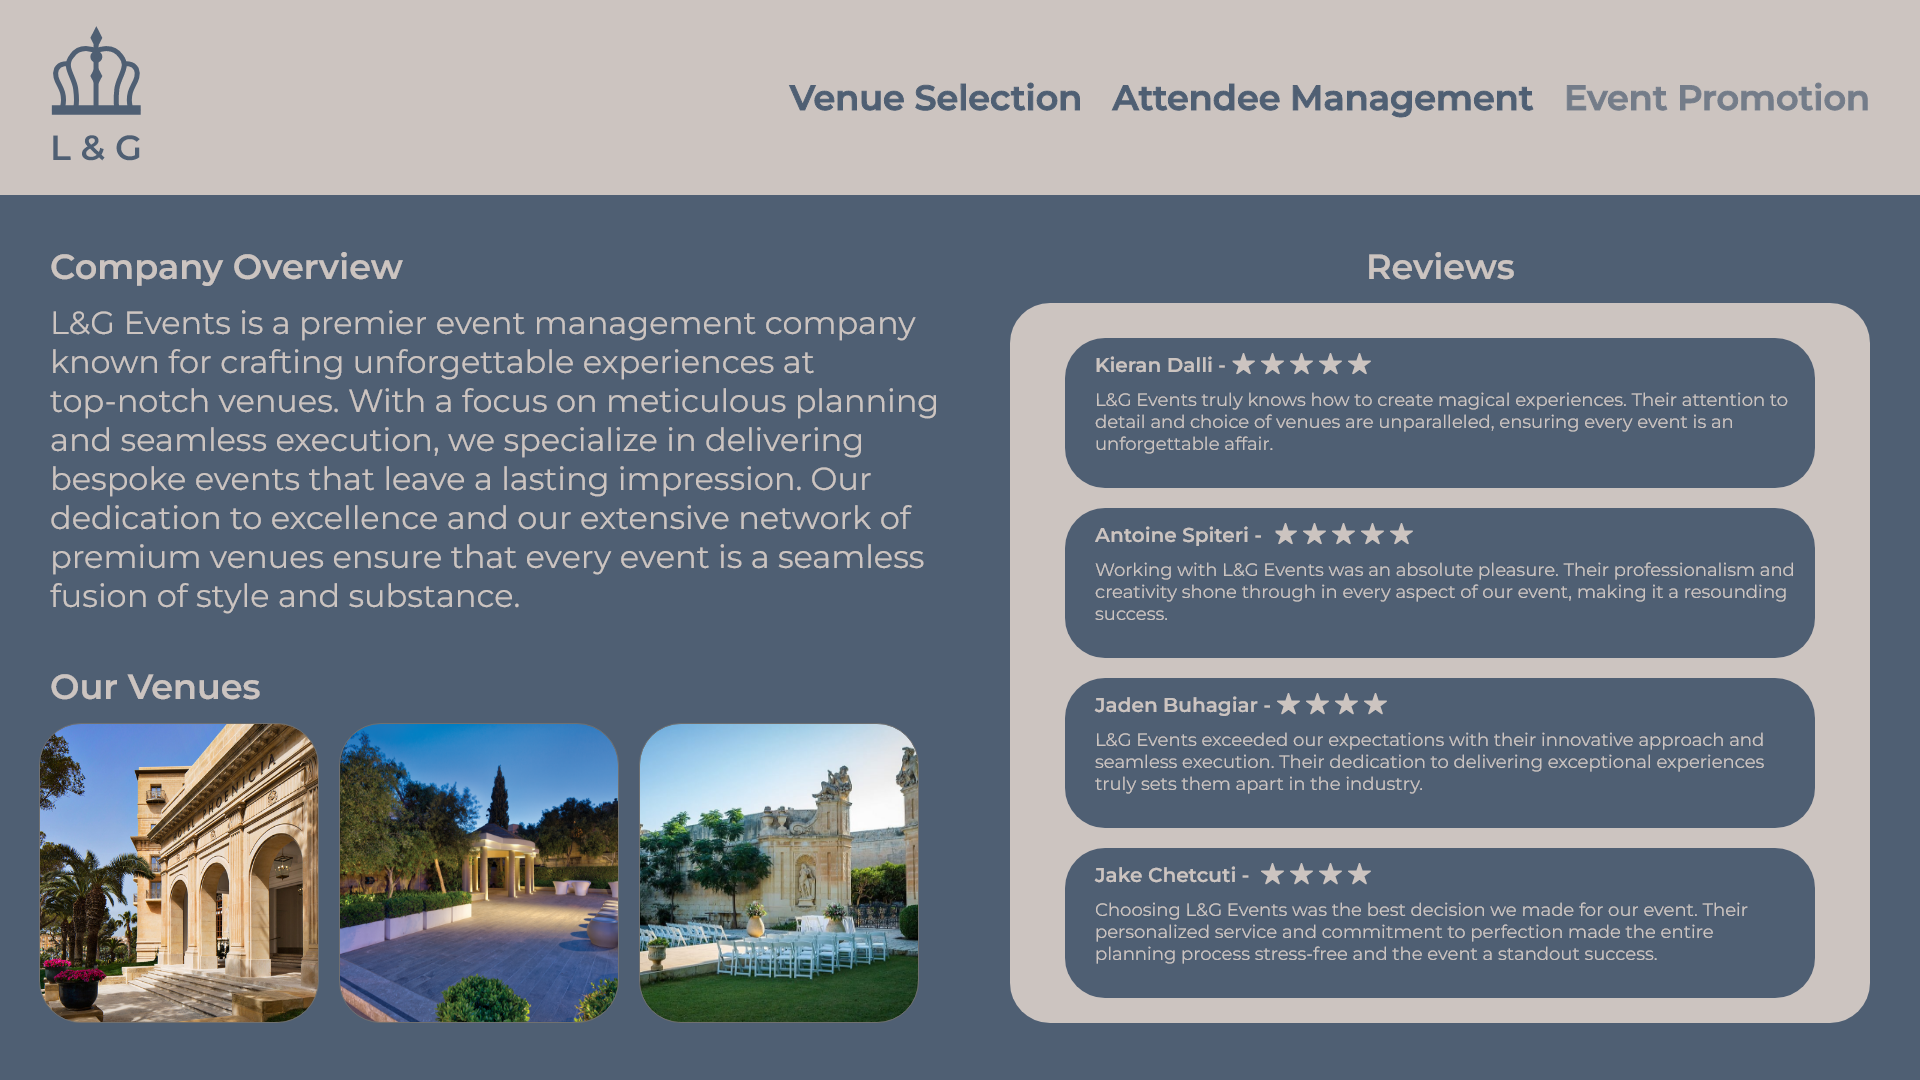 L & G
Venue Selection
Attendee Management
Event Promotion
Company Overview
L&G Events is a premier event management company
known for crafting unforgettable experiences at
top-notch venues. With a focus on meticulous planning
and seamless execution, we specialize in delivering
bespoke events that leave a lasting impression. Our
dedication to excellence and our extensive network of
premium venues ensure that every event is a seamless
fusion of style and substance.
Our Venues
PHOENICIA
Reviews
Kieran Dalli - ★★★★★
L&G Events truly knows how to create magical experiences. Their attention to
detail and choice of venues are unparalleled, ensuring every event is an
unforgettable affair.
Antoine Spiteri - ★★★★★
Working with L&G Events was an absolute pleasure. Their professionalism and
creativity shone through in every aspect of our event, making it a resounding
success.
Jaden Buhagiar - ★★★★
L&G Events exceeded our expectations with their innovative approach and
seamless execution. Their dedication to delivering exceptional experiences
truly sets them apart in the industry.
Jake Chetcuti - ★★★★
Choosing L&G Events was the best decision we made for our event. Their
personalized service and commitment to perfection made the entire
planning process stress-free and the event a standout success.